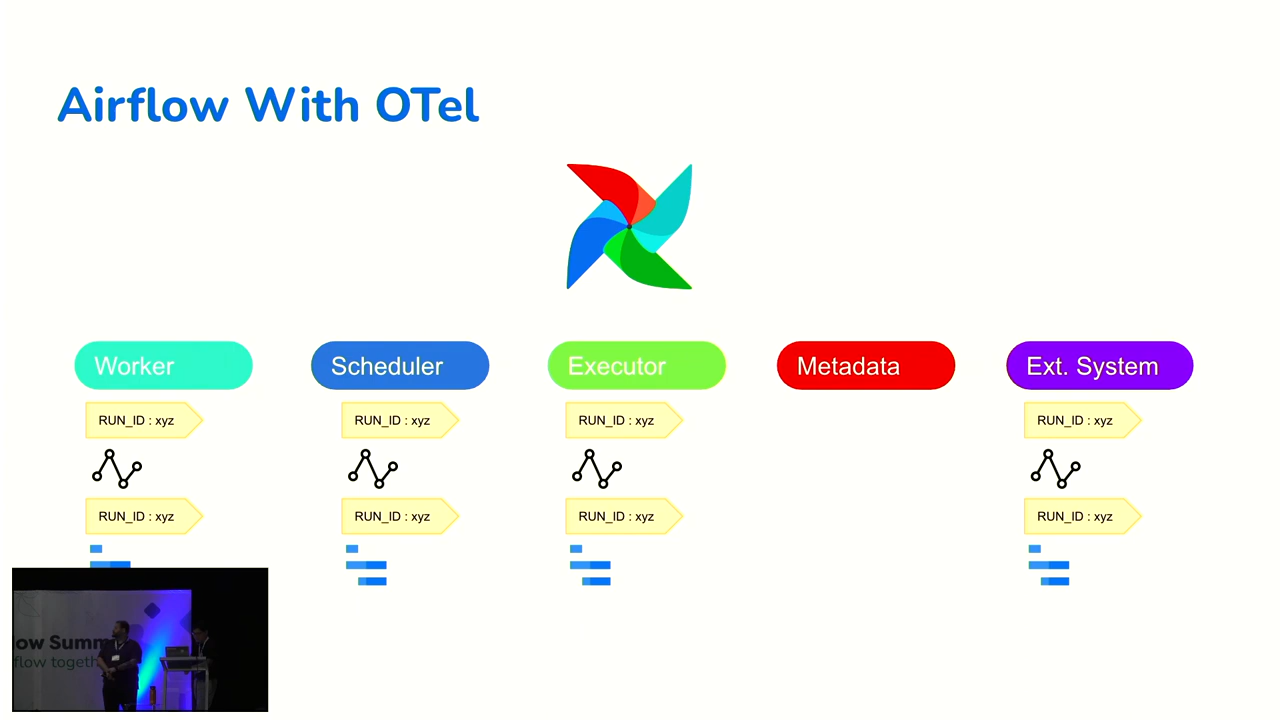 Airflow With OTel
Worker
Scheduler
Executor
Metadata
Ext. System
RUN_ID : xyz
RUN_ID : xyz
RUN_ID : xyz
RUN_ID : xyz
RUN_ID : xyz
RUN_ID : xyz
RUN_ID : xyz
RUN_ID : xyz
low Summ
flow togeth